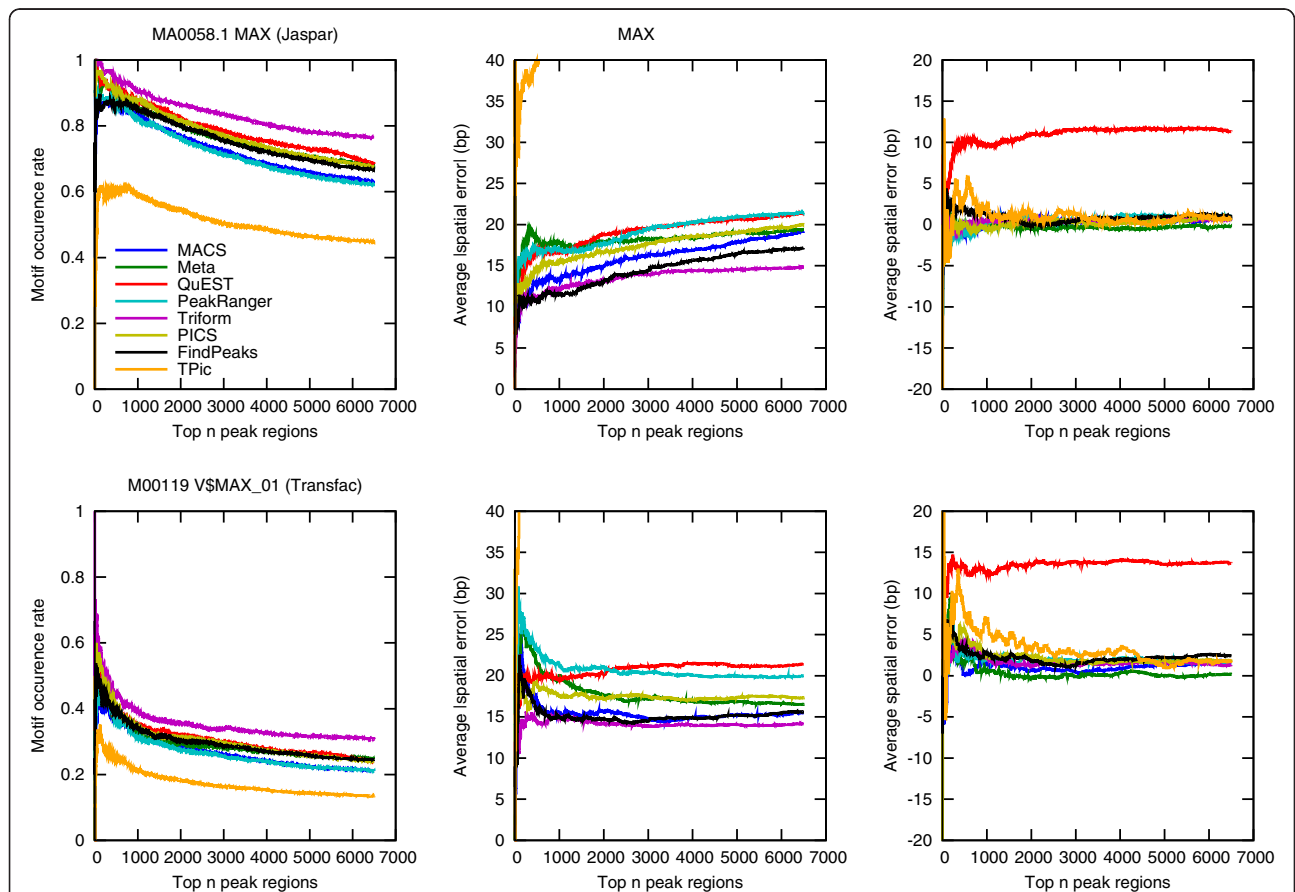 MA0058.1 MAX (Jaspar)
Motif occurence rate
1
0.8
0.6
0.4
0.2
0
MACS
Meta
QuEST
PeakRanger
Triform
PICS
FindPeaks
TPic
0 1000 2000 3000 4000 5000 6000 7000
Top n peak regions
MAX
Average |spatial error| (bp)
40
35
30
25
20
15
10
5
0
0 1000 2000 3000 4000 5000 6000 7000
Top n peak regions
Average spatial error (bp)
20
15
10
5
0
-5
-10
-15
-20
0 1000 2000 3000 4000 5000 6000 7000
Top n peak regions
M00119 V$MAX_01 (Transfac)
Motif occurence rate
1
0.8
0.6
0.4
0.2
0
0 1000 2000 3000 4000 5000 6000 7000
Top n peak regions
Average |spatial error| (bp)
40
35
30
25
20
15
10
5
0
0 1000 2000 3000 4000 5000 6000 7000
Top n peak regions
Average spatial error (bp)
20
15
10
5
0
-5
-10
-15
-20
0 1000 2000 3000 4000 5000 6000 7000
Top n peak regions